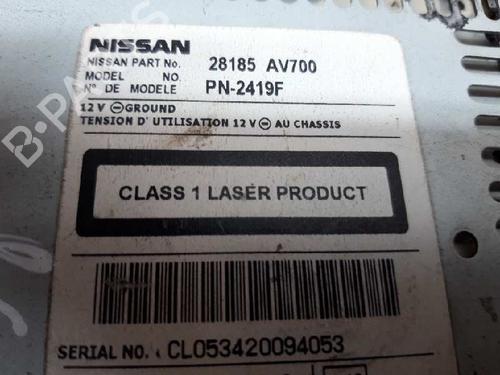 NISSAN
NISSAN PART No. 28185 AV700
MODEL NO. PN-2419F
N° DE MODELE
12 V ⊖ GROUND
TENSION D' UTILISATION 12 V ⊖ AU CHASSIS
CLASS 1 LASER PRODUCT
SERIAL NO. CL053420094053
B-PARTS